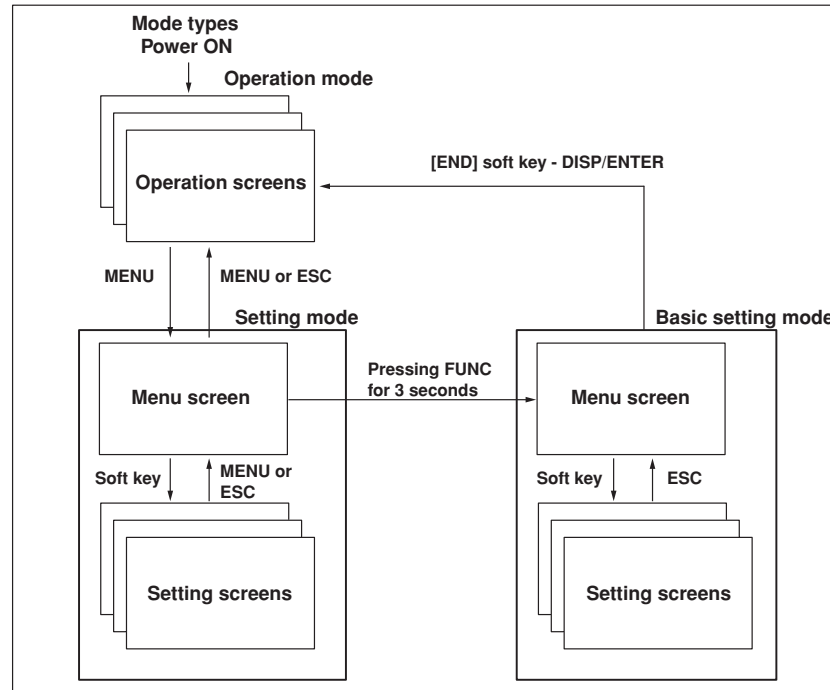 Mode types
Power ON
Operation mode
Operation screens
[END] soft key - DISP/ENTER
MENU
MENU or ESC
Setting mode
Basic setting mode
Menu screen
Pressing FUNC
for 3 seconds
Menu screen
Soft key
MENU or
ESC
Soft key
ESC
Setting screens
Setting screens